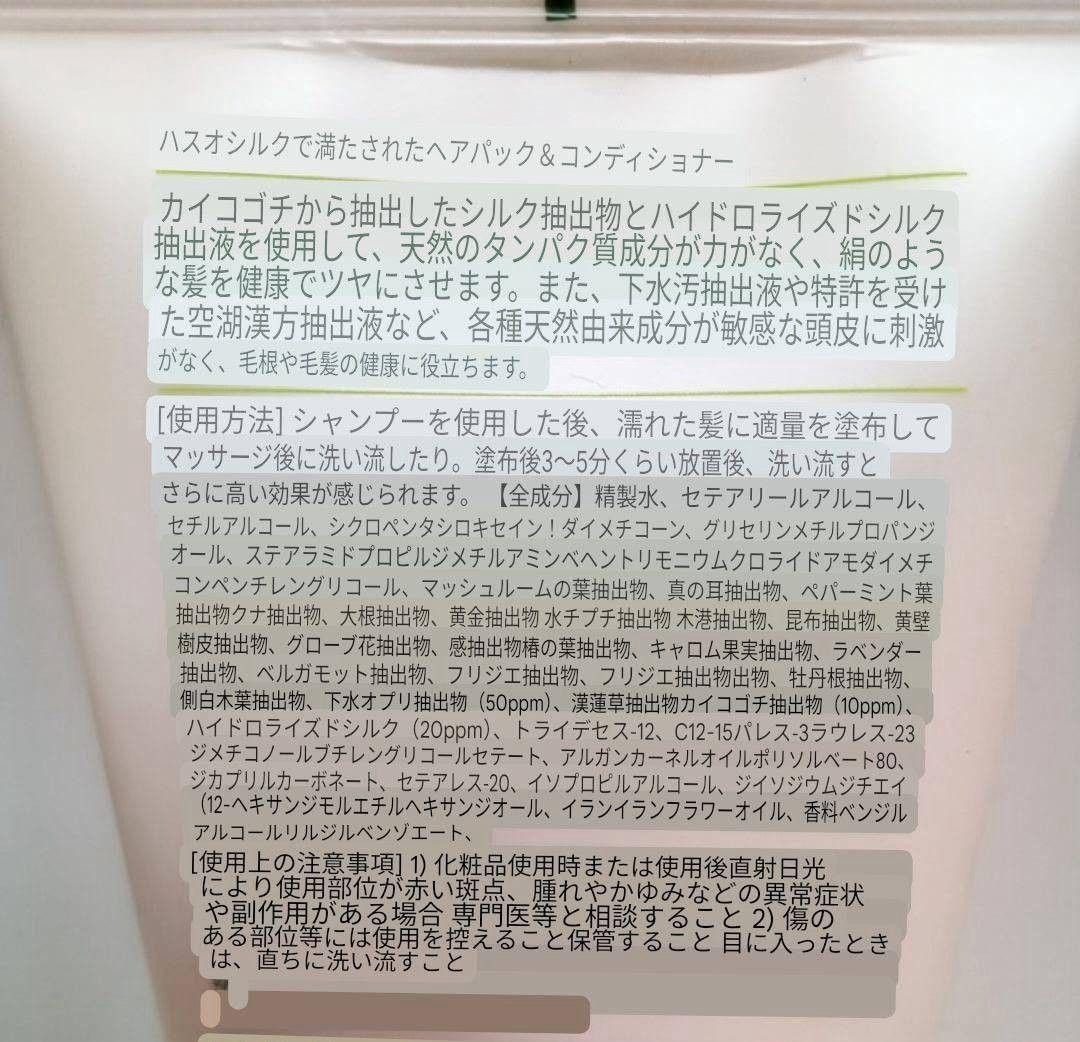 ハスオシルクで満たされたヘアパック＆コンディショナー
カイコゴチから抽出したシルク抽出物とハイドロライズドシルク
抽出液を使用して、天然のタンパク質成分が力がなく、絹のよう
な髪を健康でツヤにさせます。また、下水汚抽出液や特許を受け
た空湖漢方抽出液など、各種天然由来成分が敏感な頭皮に刺激
がなく、毛根や毛髪の健康に役立ちます。
[使用方法] シャンプーを使用した後、濡れた髪に適量を塗布して
マッサージ後に洗い流したり。塗布後3〜5分くらい放置後、洗い流すと
さらに高い効果が感じられます。 【全成分】精製水、セテアリールアルコール、
セチルアルコール、シクロペンタシロキセイン！ダイメチコーン、グリセリンメチルプロパンジ
オール、ステアラミドプロピルジメチルアミンベヘントリモニウムクロライドアモダイメチ
コンペンチレングリコール、マッシュルームの葉抽出物、真の耳抽出物、ペパーミント葉
抽出物クナ抽出物、大根抽出物、黄金抽出物 水チプチ抽出物 木港抽出物、昆布抽出物、黄壁
樹皮抽出物、グローブ花抽出物、感抽出物椿の葉抽出物、キャロム果実抽出物、ラベンダー
抽出物、ベルガモット抽出物、フリジエ抽出物、フリジエ抽出物出物、牡丹根抽出物、
側白木葉抽出物、下水オプリ抽出物（50ppm）、漢蓮草抽出物カイコゴチ抽出物（10ppm）、
ハイドロライズドシルク（20ppm）、トライデセス-12、C12-15パレス-3ラウレス-23
ジメチコノールブチレングリコールセテート、アルガンカーネルオイルポリソルベート80、
ジカプリルカーボネート、セテアレス-20、イソプロピルアルコール、ジイソジウムジチエイ
（12-ヘキサンジモルエチルヘキサンジオール、イランイランフラワーオイル、香料ベンジル
アルコールリルジルベンゾエート、
[使用上の注意事項] 1) 化粧品使用時または使用後直射日光
により使用部位が赤い斑点、腫れやかゆみなどの異常症状
や副作用がある場合 専門医等と相談すること 2) 傷の
ある部位等には使用を控えること保管すること 目に入ったとき
は、直ちに洗い流すこと